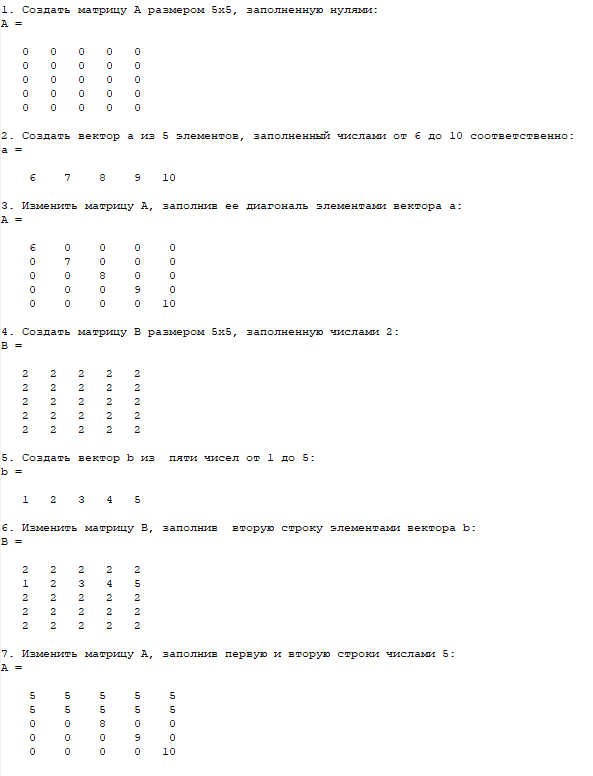 1. Создать матрицу А размером 5х5, заполненную нулями:
A =
0 0 0 0 0
0 0 0 0 0
0 0 0 0 0
0 0 0 0 0
0 0 0 0 0
2. Создать вектор a из 5 элементов, заполненный числами от 6 до 10 соответственно:
a =
6 7 8 9 10
3. Изменить матрицу А, заполнив ее диагональ элементами вектора a:
A =
6 0 0 0 0
0 7 0 0 0
0 0 8 0 0
0 0 0 9 0
0 0 0 0 10
4. Создать матрицу B размером 5х5, заполненную числами 2:
B =
2 2 2 2 2
2 2 2 2 2
2 2 2 2 2
2 2 2 2 2
2 2 2 2 2
5. Создать вектор b из  пяти чисел от 1 до 5:
b =
1 2 3 4 5
6. Изменить матрицу B, заполнив  вторую строку элементами вектора b:
B =
2 2 2 2 2
1 2 3 4 5
2 2 2 2 2
2 2 2 2 2
2 2 2 2 2
7. Изменить матрицу А, заполнив первую и вторую строки числами 5:
A =
5 5 5 5 5
5 5 5 5 5
0 0 8 0 0
0 0 0 9 0
0 0 0 0 10